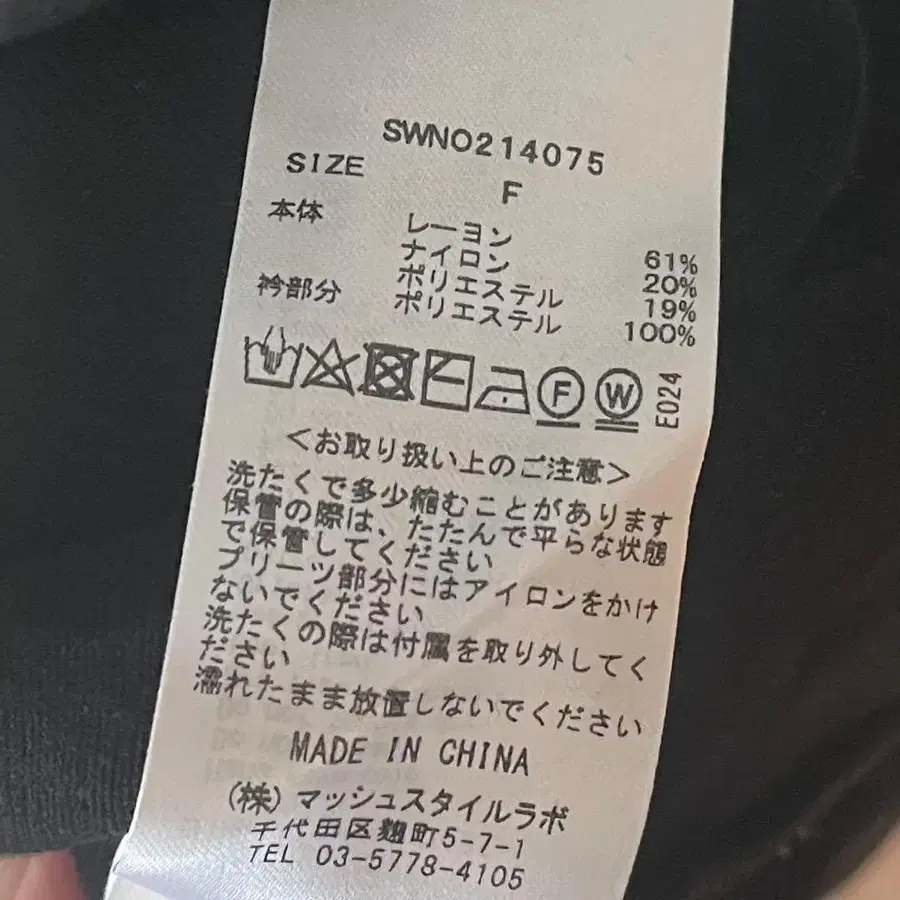 SWNO214075
SIZE F
本体 レーヨン 61%
ナイロン 20%
ポリエステル 19%
衿部分 ポリエステル 100%
F W E024
<お取り扱い上のご注意>
洗たくで多少縮むことがあります
保管の際は、たたんで平らな状態
で保管してください
プリーツ部分にはアイロンをかけ
ないでください
洗たくの際は付属を取り外してく
ださい
濡れたまま放置しないでください
MADE IN CHINA
(株)マッシュスタイルラボ
千代田区麹町5-7-1
TEL 03-5778-4105